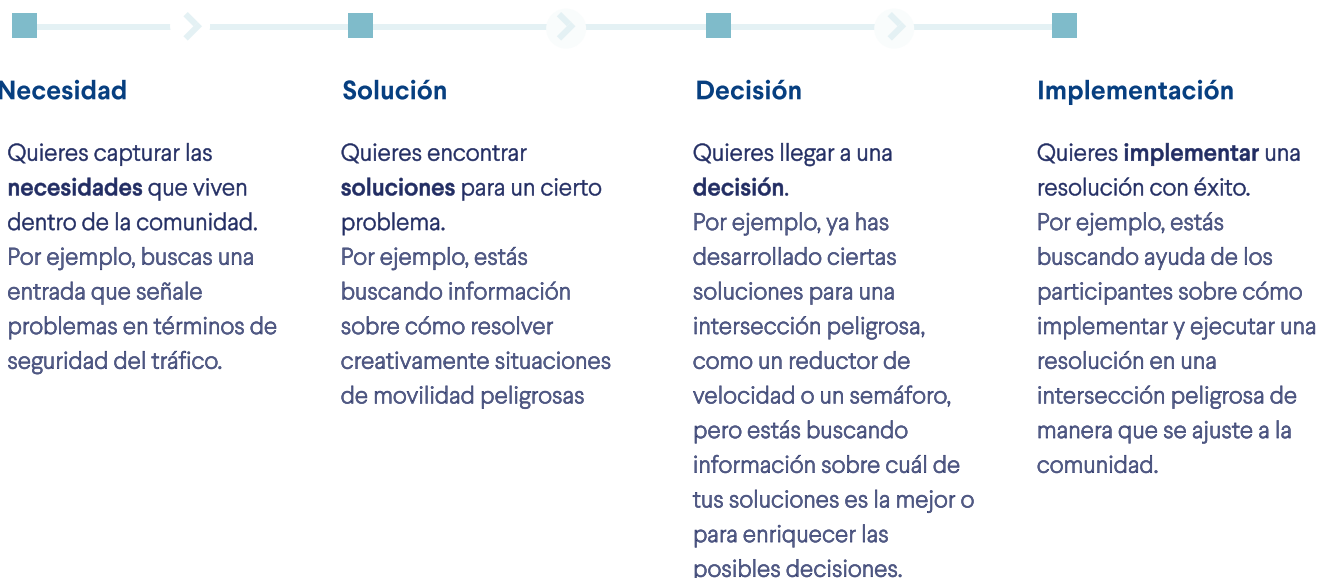 Necesidad
Quieres capturar las
necesidades que viven
dentro de la comunidad.
Por ejemplo, buscas una
entrada que señale
problemas en términos de
seguridad del tráfico.
Solución
Quieres encontrar
soluciones para un cierto
problema.
Por ejemplo, estás
buscando información
sobre cómo resolver
creativamente situaciones
de movilidad peligrosas
Decisión
Quieres llegar a una
decisión.
Por ejemplo, ya has
desarrollado ciertas
soluciones para una
intersección peligrosa,
como un reductor de
velocidad o un semáforo,
pero estás buscando
información sobre cuál de
tus soluciones es la mejor o
para enriquecer las
posibles decisiones.
Implementación
Quieres implementar una
resolución con éxito.
Por ejemplo, estás
buscando ayuda de los
participantes sobre cómo
implementar y ejecutar una
resolución en una
intersección peligrosa de
manera que se ajuste a la
comunidad.